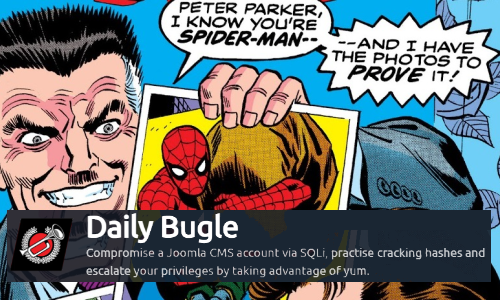 PETER PARKER,
I KNOW YOU'RE
SPIDER-MAN--
--AND I HAVE
THE PHOTOS TO
PROVE IT!
Daily Bugle
Compromise a Joomla CMS account via SQLi, practise cracking hashes and
escalate your privileges by taking advantage of yum.